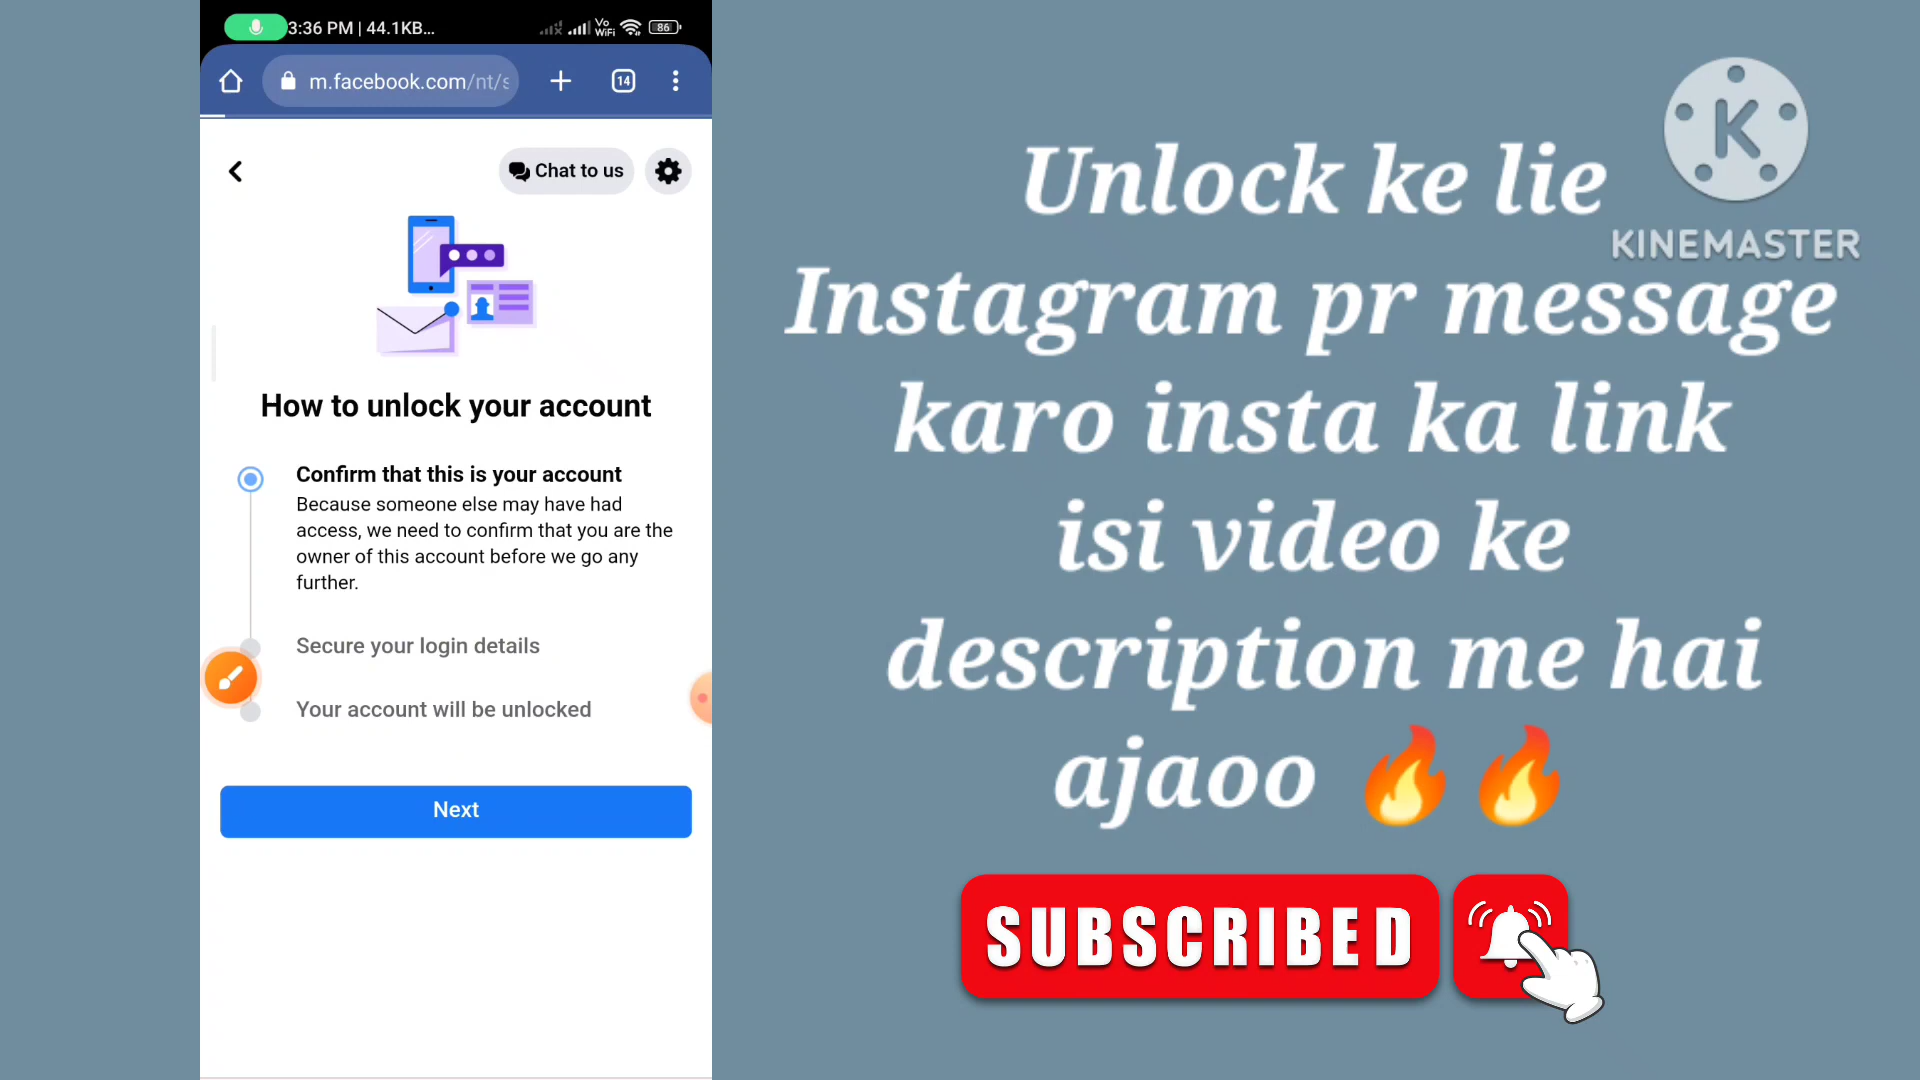 3:36 PM | 44.1KB...
Vo
WiFi
86
m.facebook.com/nt/s
14
Chat to us
How to unlock your account
Confirm that this is your account
Because someone else may have had
access, we need to confirm that you are the
owner of this account before we go any
further.
Secure your login details
Your account will be unlocked
Next
K
KINEMASTER
Unlock ke lie
Instagram pr message
karo insta ka link
isi video ke
description me hai
ajaoo 🔥🔥
SUBSCRIBED